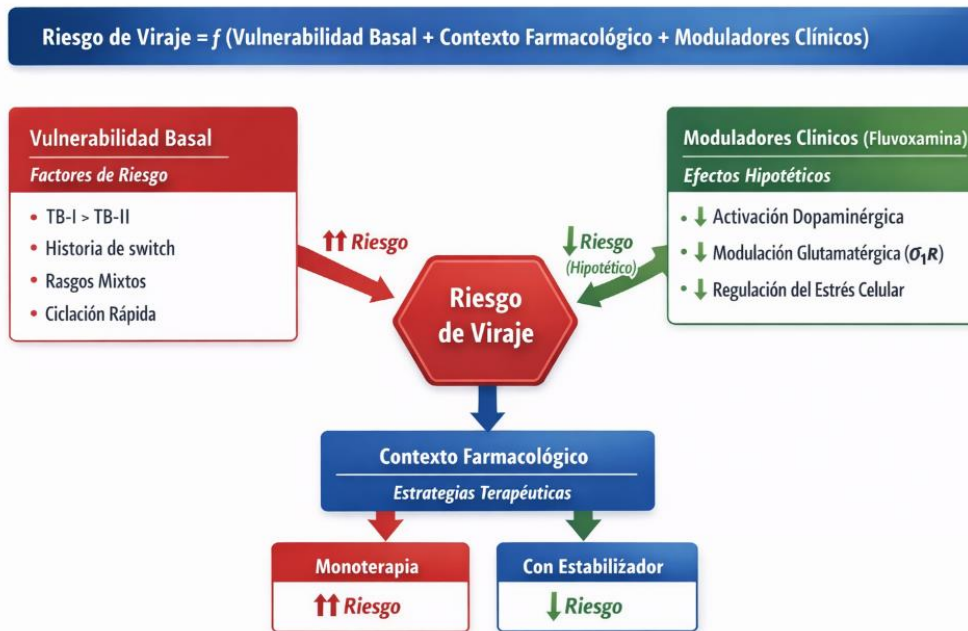 Riesgo de Viraje = f (Vulnerabilidad Basal + Contexto Farmacológico + Moduladores Clínicos)
Vulnerabilidad Basal
Factores de Riesgo
• TB-I > TB-II
• Historia de switch
• Rasgos Mixtos
• Ciclación Rápida
⬆⬆ Riesgo
Moduladores Clínicos (Fluvoxamina)
Efectos Hipotéticos
• ⬇ Activación Dopaminérgica
• ⬇ Modulación Glutamatérgica (σ₁R)
• ⬇ Regulación del Estrés Celular
⬇ Riesgo
(Hipotético)
Riesgo
de Viraje
Contexto Farmacológico
Estrategias Terapéuticas
Monoterapia
⬆⬆ Riesgo
Con Estabiliźador
⬇ Riesgo